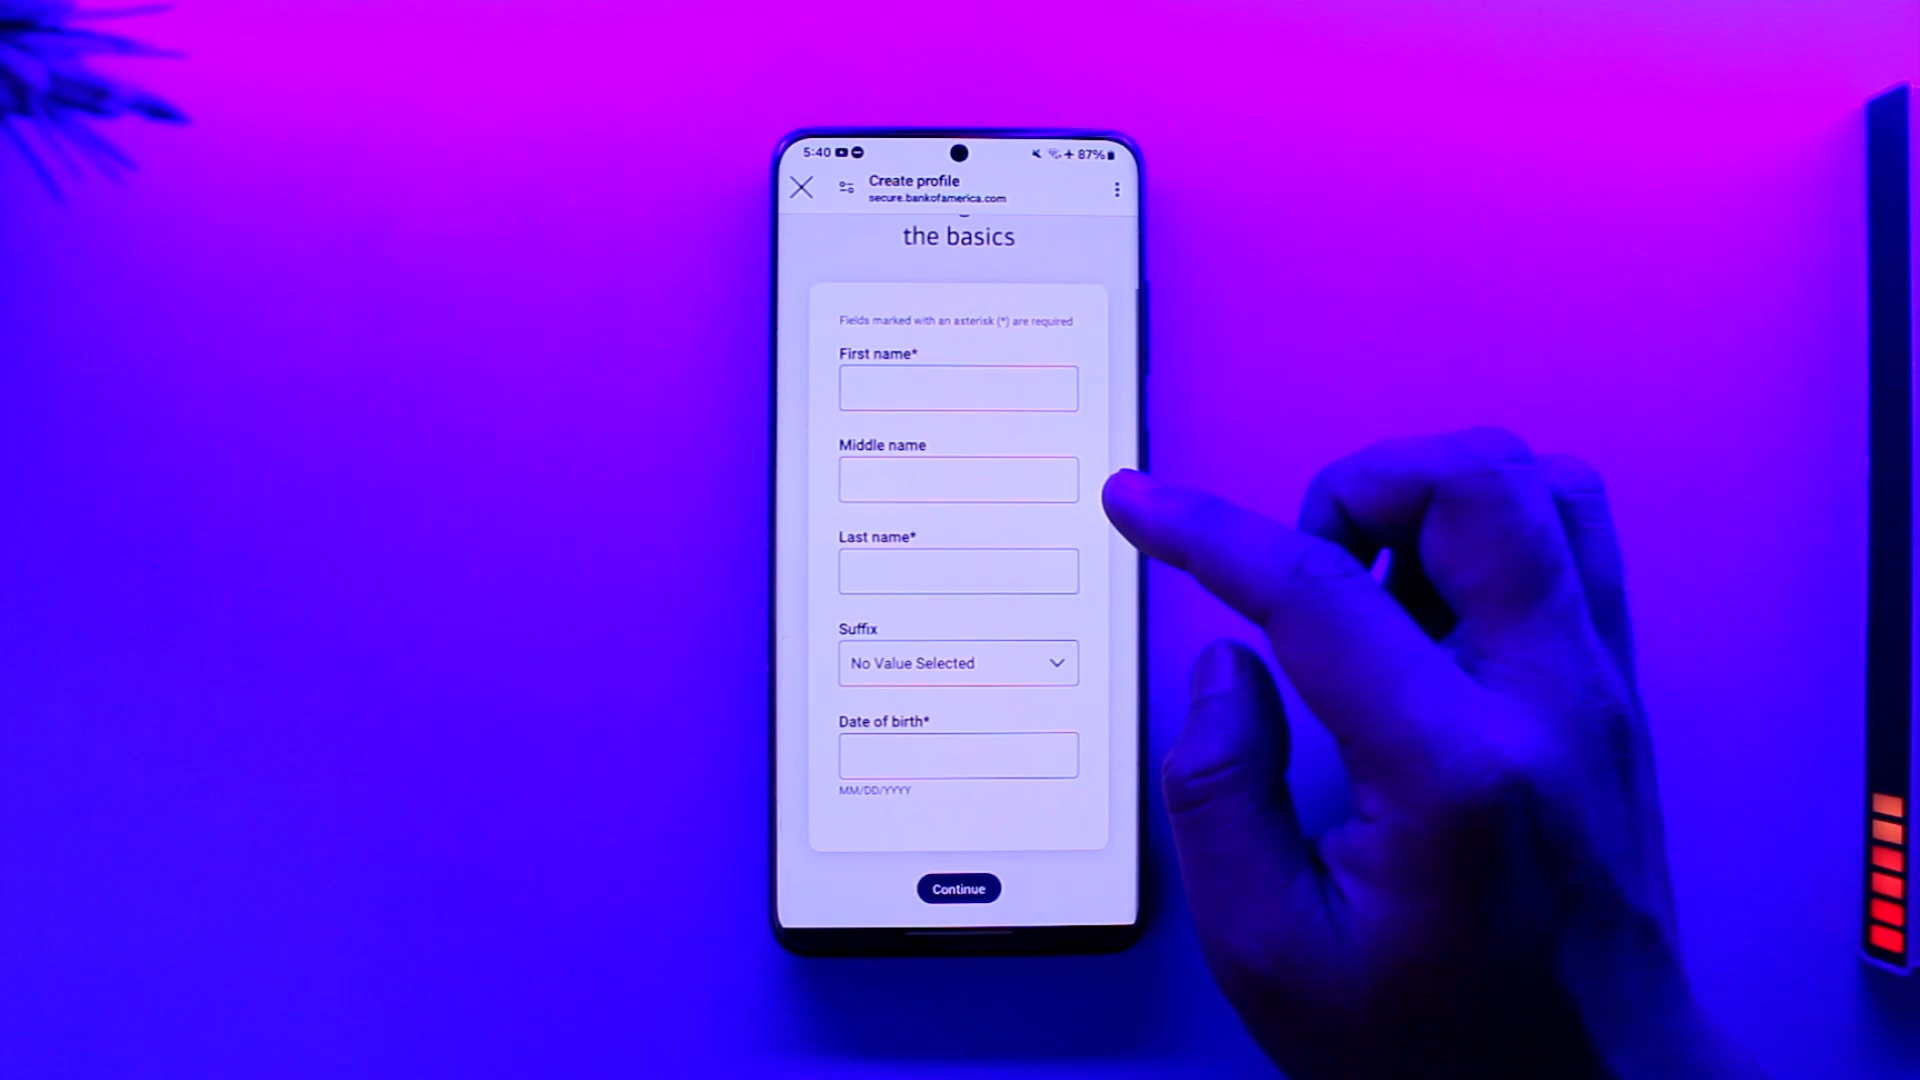 5:40
87%
Create profile
secure.bankofamerica.com
the basics
Fields marked with an asterisk (*) are required
First name*
Middle name
Last name*
Suffix
No Value Selected
Date of birth*
MM/DD/YYYY
Continue